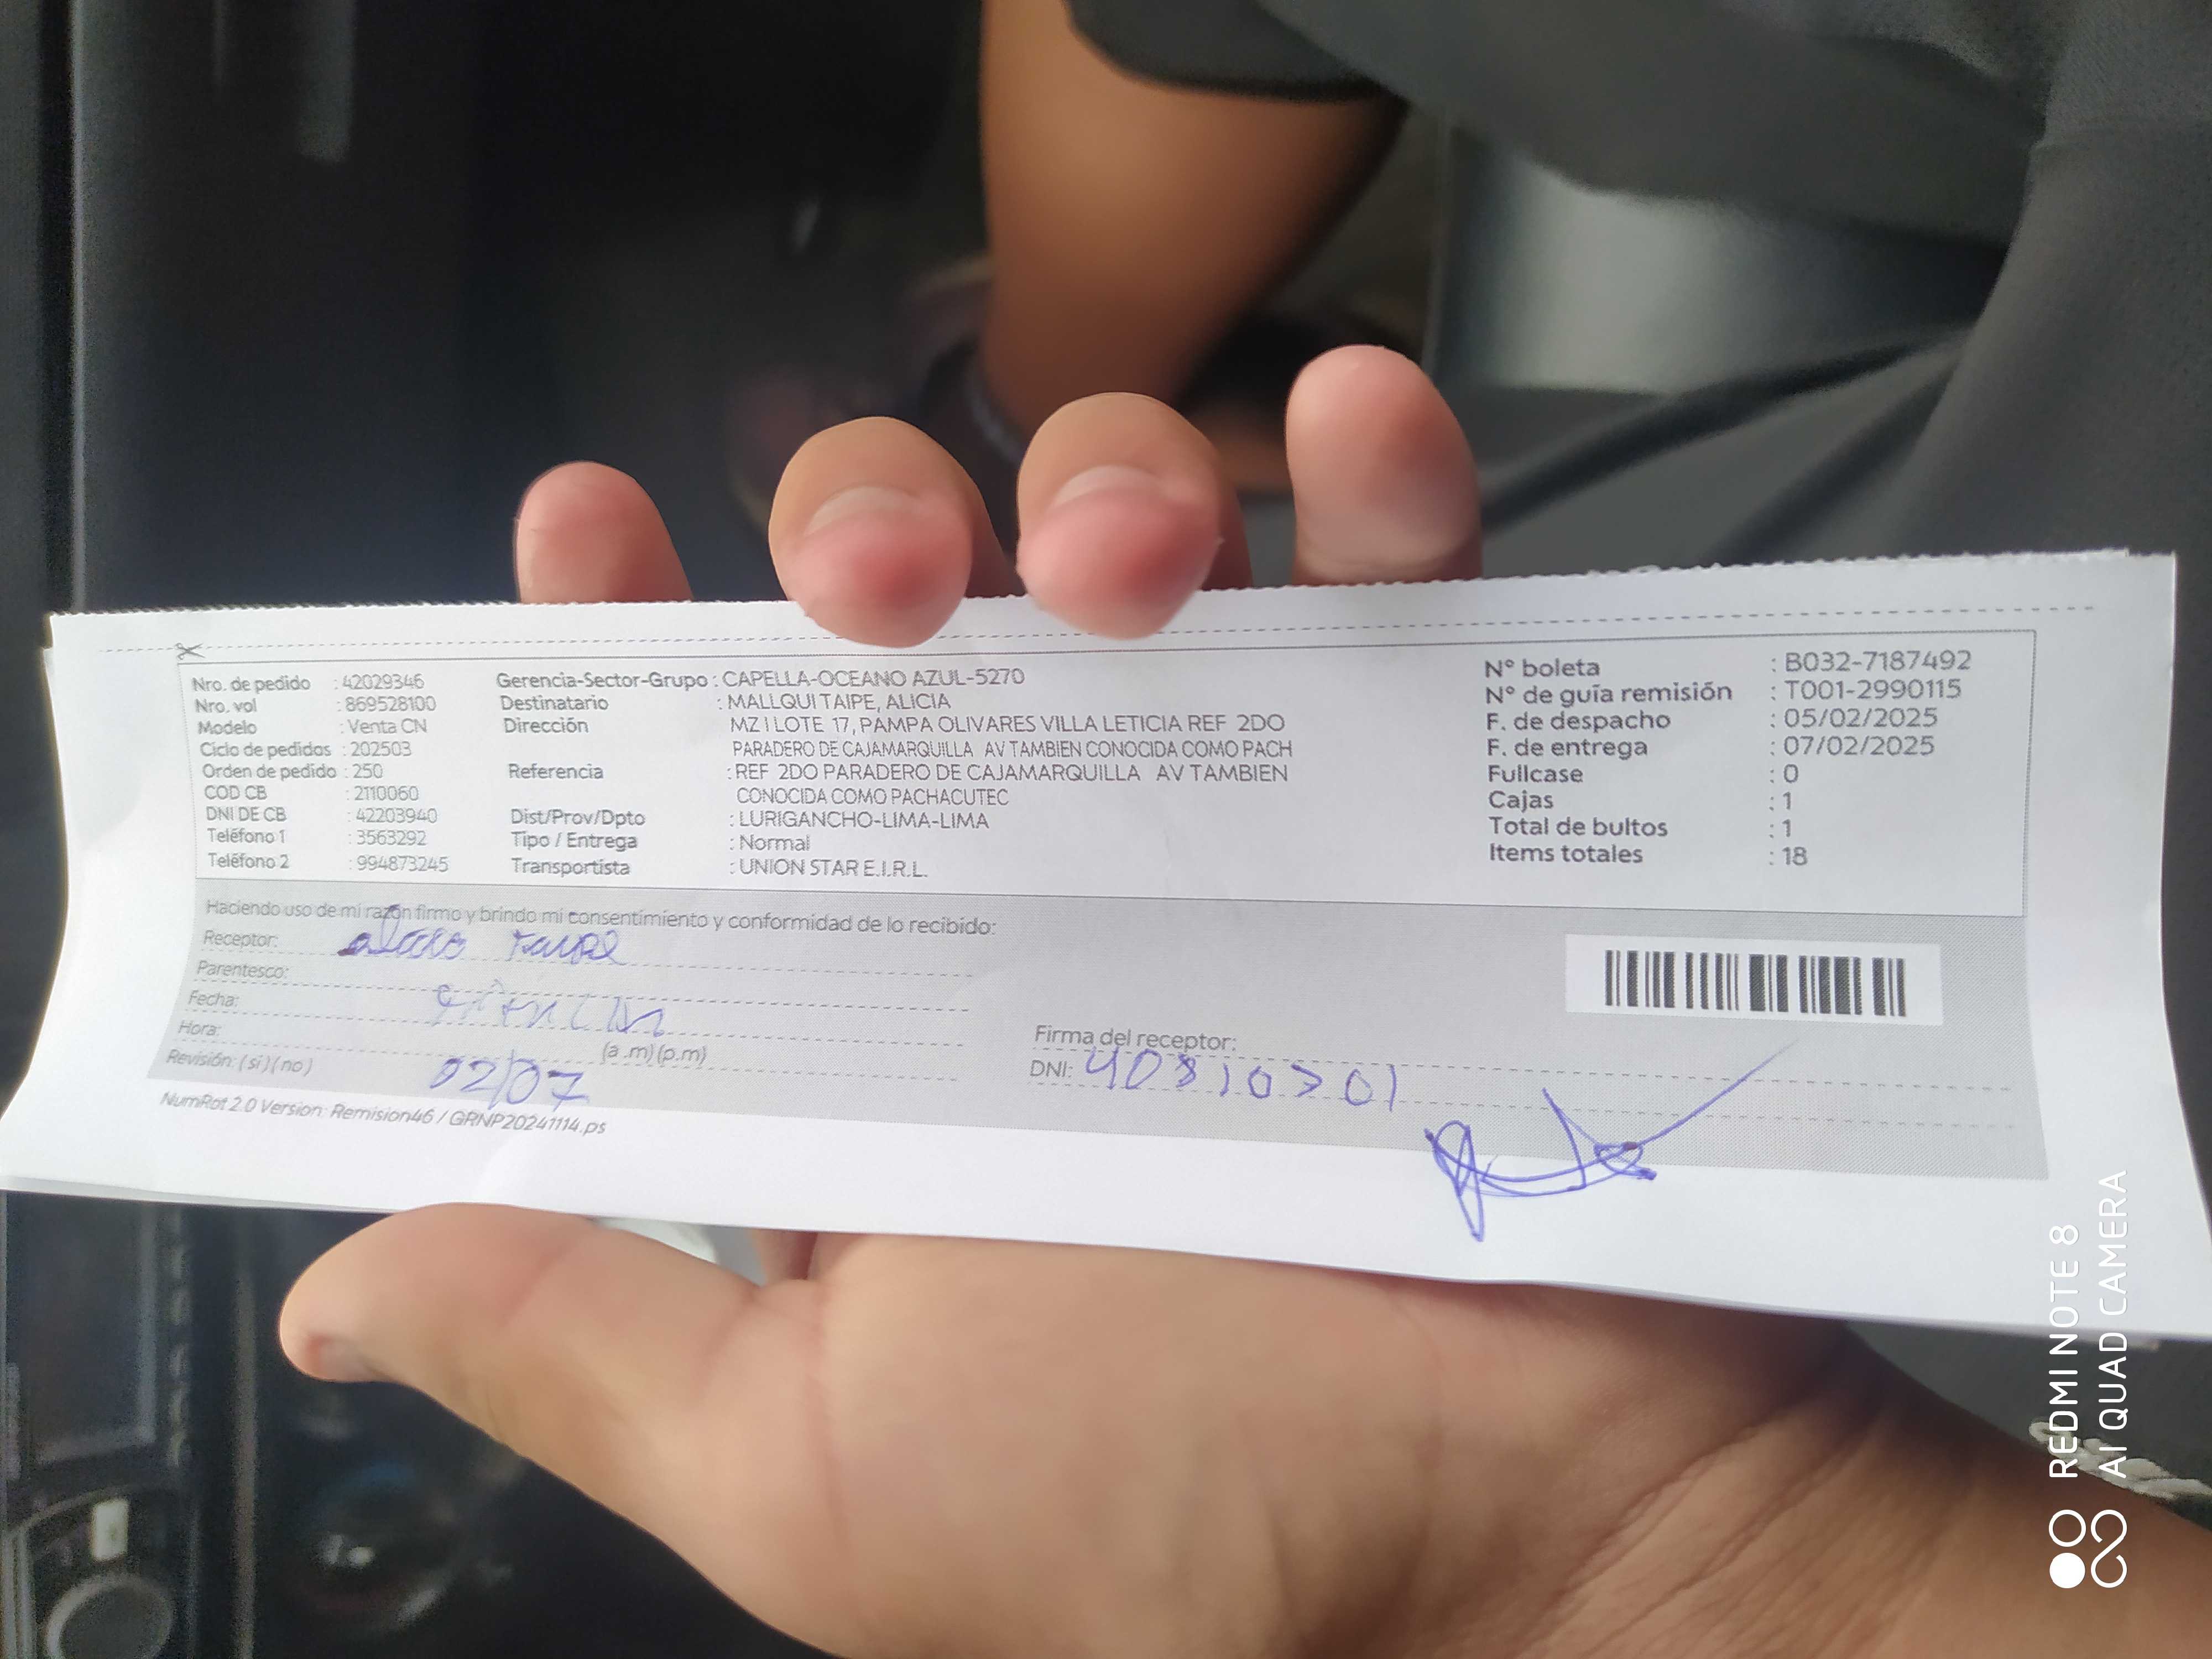 Nro. de pedido : 42029346
Nro. vol : 869528100
Modelo : Venta CN
Ciclo de pedidos : 202503
Orden de pedido : 250
COD CB : 2110060
DNI DE CB : 42203940
Teléfono 1 : 3563292
Teléfono 2 : 994873245
Gerencia-Sector-Grupo : CAPELLA-OCEANO AZUL-5270
Destinatario : MALLQUI TAIPE, ALICIA
Dirección MZ I LOTE 17, PAMPA OLIVARES VILLA LETICIA REF 2DO
PARADERO DE CAJAMARQUILLA AV TAMBIEN CONOCIDA COMO PACH
Referencia : REF 2DO PARADERO DE CAJAMARQUILLA AV TAMBIEN
CONOCIDA COMO PACHACUTEC
Dist/Prov/Dpto : LURIGANCHO-LIMA-LIMA
Tipo / Entrega : Normal
Transportista : UNION STAR E.I.R.L.
N° boleta : B032-7187492
N° de guía remisión : T001-2990115
F. de despacho : 05/02/2025
F. de entrega : 07/02/2025
Fullcase : 0
Cajas : 1
Total de bultos : 1
Items totales : 18
Haciendo uso de mi razón firmo y brindo mi consentimiento y conformidad de lo recibido:
Receptor:
Parentesco:
Fecha:
Hora: (a.m) (p.m)
Revisión: ( si ) ( no ) 02/07
Firma del receptor:
DNI:
NumRot 2.0 Version: Remision46 / GRNP20241114.ps
REDMI NOTE 8
AI QUAD CAMERA